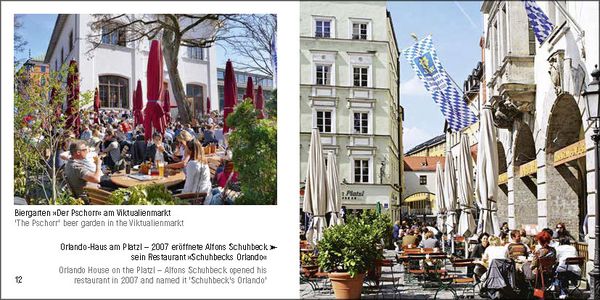 Biergarten »Der Pschorr« am Viktualienmarkt
'The Pschorr' beer garden in the Viktualienmarkt
Orlando-Haus am Platzl – 2007 eröffnete Alfons Schuhbeck ➤
sein Restaurant »Schuhbecks Orlando«
Orlando House on the Platzl – Alfons Schuhbeck opened his
restaurant in 2007 and named it 'Schuhbeck's Orlando'
12
Platzl